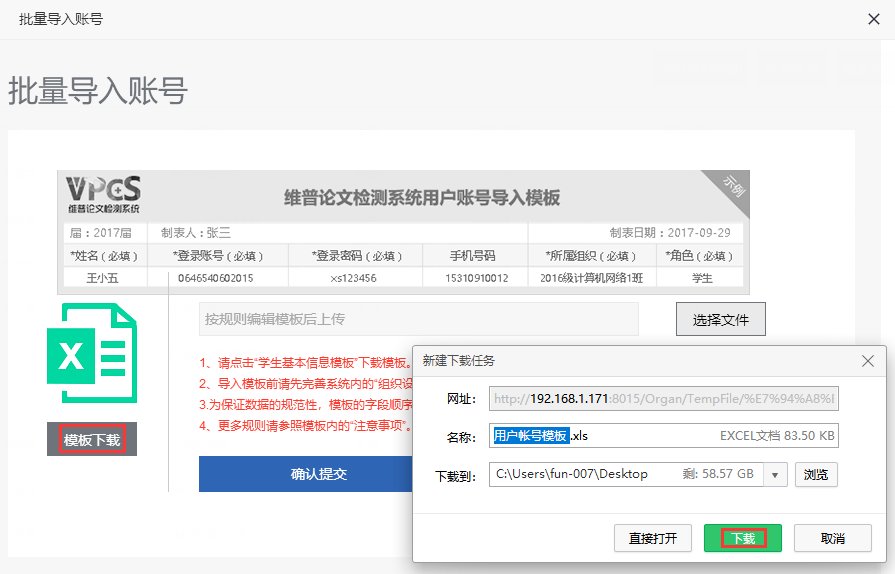 批量导入账号
批量导入账号
VPCS
维普论文检测系统
维普论文检测系统用户账号导入模板
示例
届：2017届 制表人：张三 制表日期：2017-09-29
*姓名（必填） *登录账号（必填） *登录密码（必填） 手机号码 *所属组织（必填） *角色（必填）
王小五 0646540602015 xs123456 15310910012 2016级计算机网络1班 学生
按规则编辑模板后上传 选择文件
1、请点击“学生基本信息模板”下载模板。
2、导入模板前请先完善系统内的“组织设
3.为保证数据的规范性，模板的字段顺序
4、更多规则请参照模板内的“注意事项”。
X
模板下载
确认提交
新建下载任务
网址： http://192.168.1.171:8015/Organ/TempFile/%E7%94%A8%E
名称： 用户帐号模板.xls EXCEL文档 83.50 KB
下载到： C:\Users\fun-007\Desktop 剩: 58.57 GB 浏览
直接打开 下载 取消